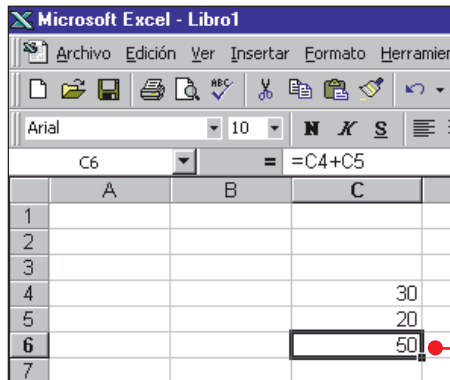 Microsoft Excel - Libro1
Archivo Edición Ver Insertar Formato
ABC
Arial 10 N K S
C6 = =C4+C5
A B C
1
2
3
4 30
5 20
6 50
7